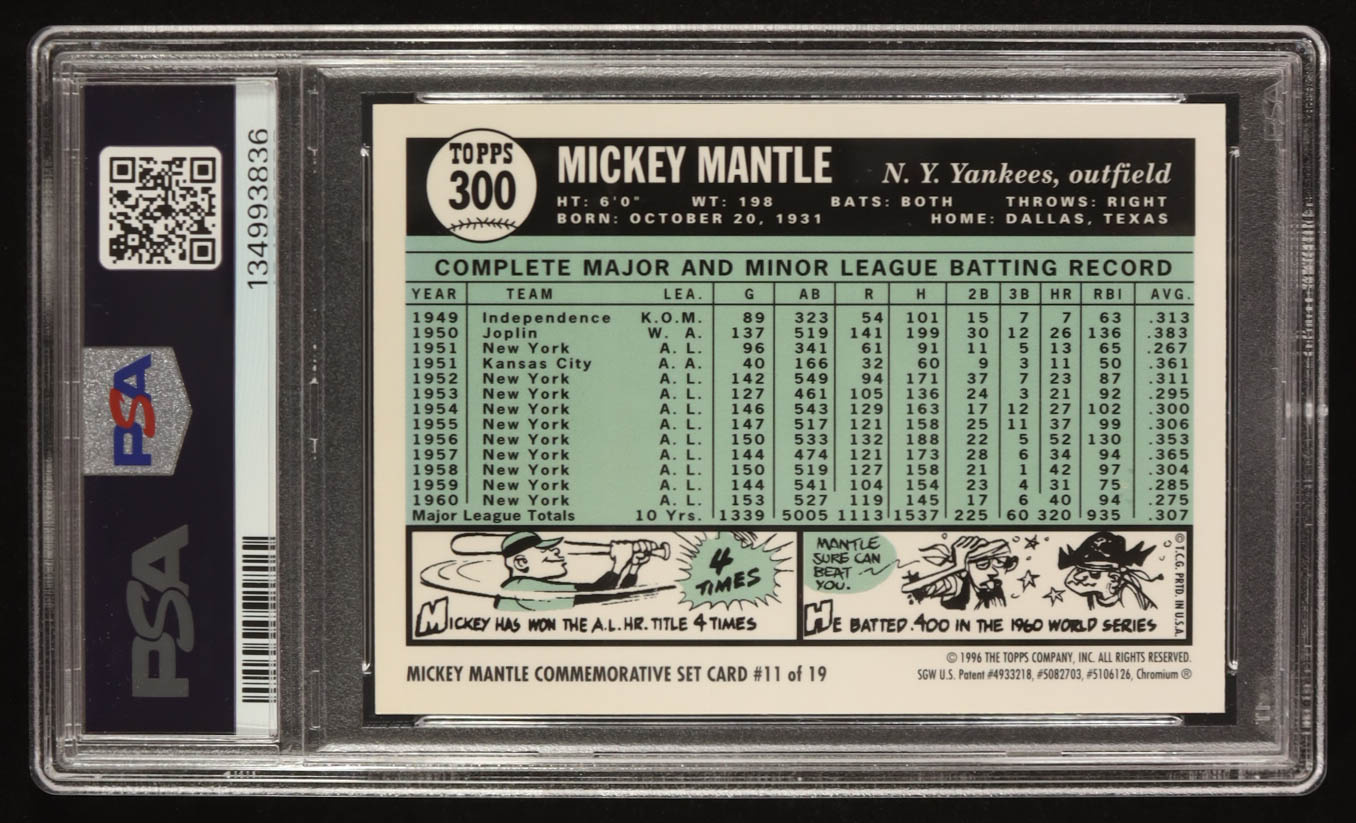 134993836
PSA
PSA
TOPPS
300
MICKEY MANTLE
N. Y. Yankees, outfield
HT: 6'0" WT: 198 BATS: BOTH THROWS: RIGHT
BORN: OCTOBER 20, 1931 HOME: DALLAS, TEXAS
COMPLETE MAJOR AND MINOR LEAGUE BATTING RECORD
YEAR TEAM LEA. G AB R H 2B 3B HR RBI AVG.
1949 Independence K.O.M. 89 323 54 101 15 7 7 63 .313
1950 Joplin W. A. 137 519 141 199 30 12 26 136 .383
1951 New York A. L. 96 341 61 91 11 5 13 65 .267
1951 Kansas City A. A. 40 166 32 60 9 3 11 50 .361
1952 New York A. L. 142 549 94 171 37 7 23 87 .311
1953 New York A. L. 127 461 105 136 24 3 21 92 .295
1954 New York A. L. 146 543 129 163 17 12 27 102 .300
1955 New York A. L. 147 517 121 158 25 11 37 99 .306
1956 New York A. L. 150 533 132 188 22 5 52 130 .353
1957 New York A. L. 144 474 121 173 28 6 34 94 .365
1958 New York A. L. 150 519 127 158 21 1 42 97 .304
1959 New York A. L. 144 541 104 154 23 4 31 75 .285
1960 New York A. L. 153 527 119 145 17 6 40 94 .275
Major League Totals 10 Yrs. 1339 5005 1113 1537 225 60 320 935 .307
4
TIMES
MICKEY HAS WON THE A.L. HR. TITLE 4 TIMES
MANTLE
SURE CAN
BEAT
YOU.
HE BATTED .400 IN THE 1960 WORLD SERIES
© T.C.G. PRTD. IN U.S.A.
© 1996 THE TOPPS COMPANY, INC. ALL RIGHTS RESERVED.
MICKEY MANTLE COMMEMORATIVE SET CARD #11 of 19
SGW U.S. Patent #4933218, #5082703, #5106126, Chromium ®